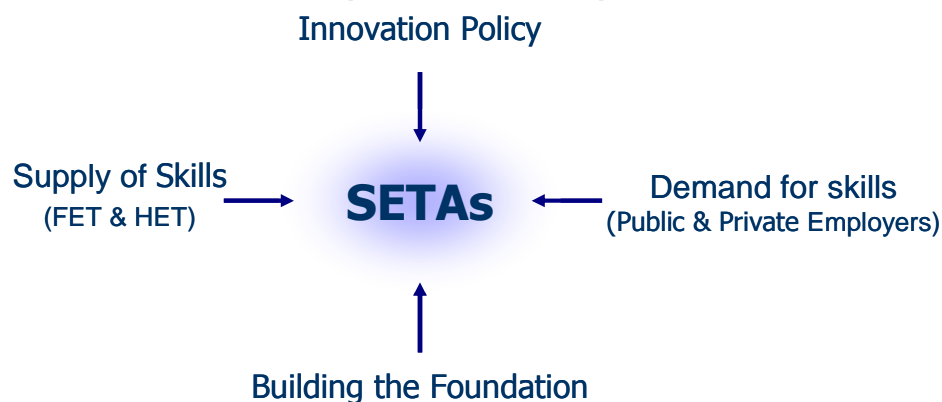 Innovation Policy
Supply of Skills
(FET & HET)
SETAs
Demand for skills
(Public & Private Employers)
Building the Foundation